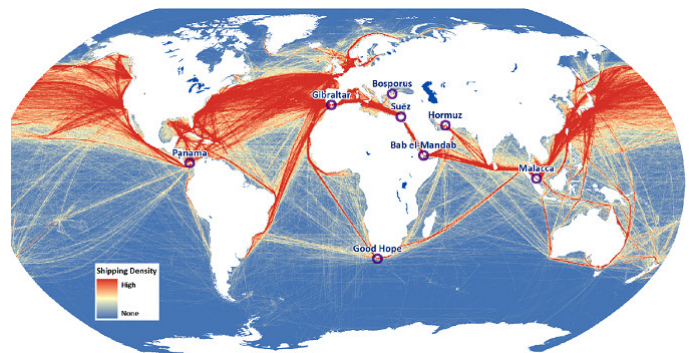 Bosporus
Gibraltar
Suez
Hormuz
Bab el-Mandab
Panama
Malacca
Good Hope
Shipping Density
High
None